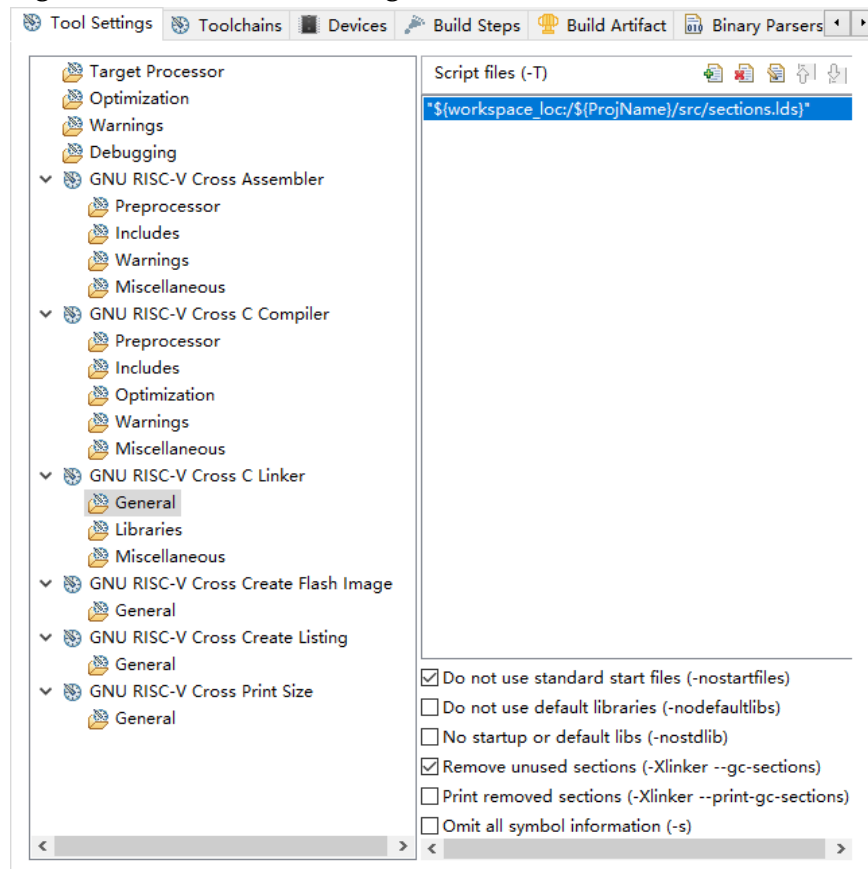 Tool Settings Toolchains Devices Build Steps Build Artifact Binary Parsers
Target Processor
Optimization
Warnings
Debugging
GNU RISC-V Cross Assembler
Preprocessor
Includes
Warnings
Miscellaneous
GNU RISC-V Cross C Compiler
Preprocessor
Includes
Optimization
Warnings
Miscellaneous
GNU RISC-V Cross C Linker
General
Libraries
Miscellaneous
GNU RISC-V Cross Create Flash Image
General
GNU RISC-V Cross Create Listing
General
GNU RISC-V Cross Print Size
General
Script files (-T)
"${workspace_loc:/${ProjName}/src/sections.lds}"
Do not use standard start files (-nostartfiles)
Do not use default libraries (-nodefaultlibs)
No startup or default libs (-nostdlib)
Remove unused sections (-Xlinker --gc-sections)
Print removed sections (-Xlinker --print-gc-sections)
Omit all symbol information (-s)